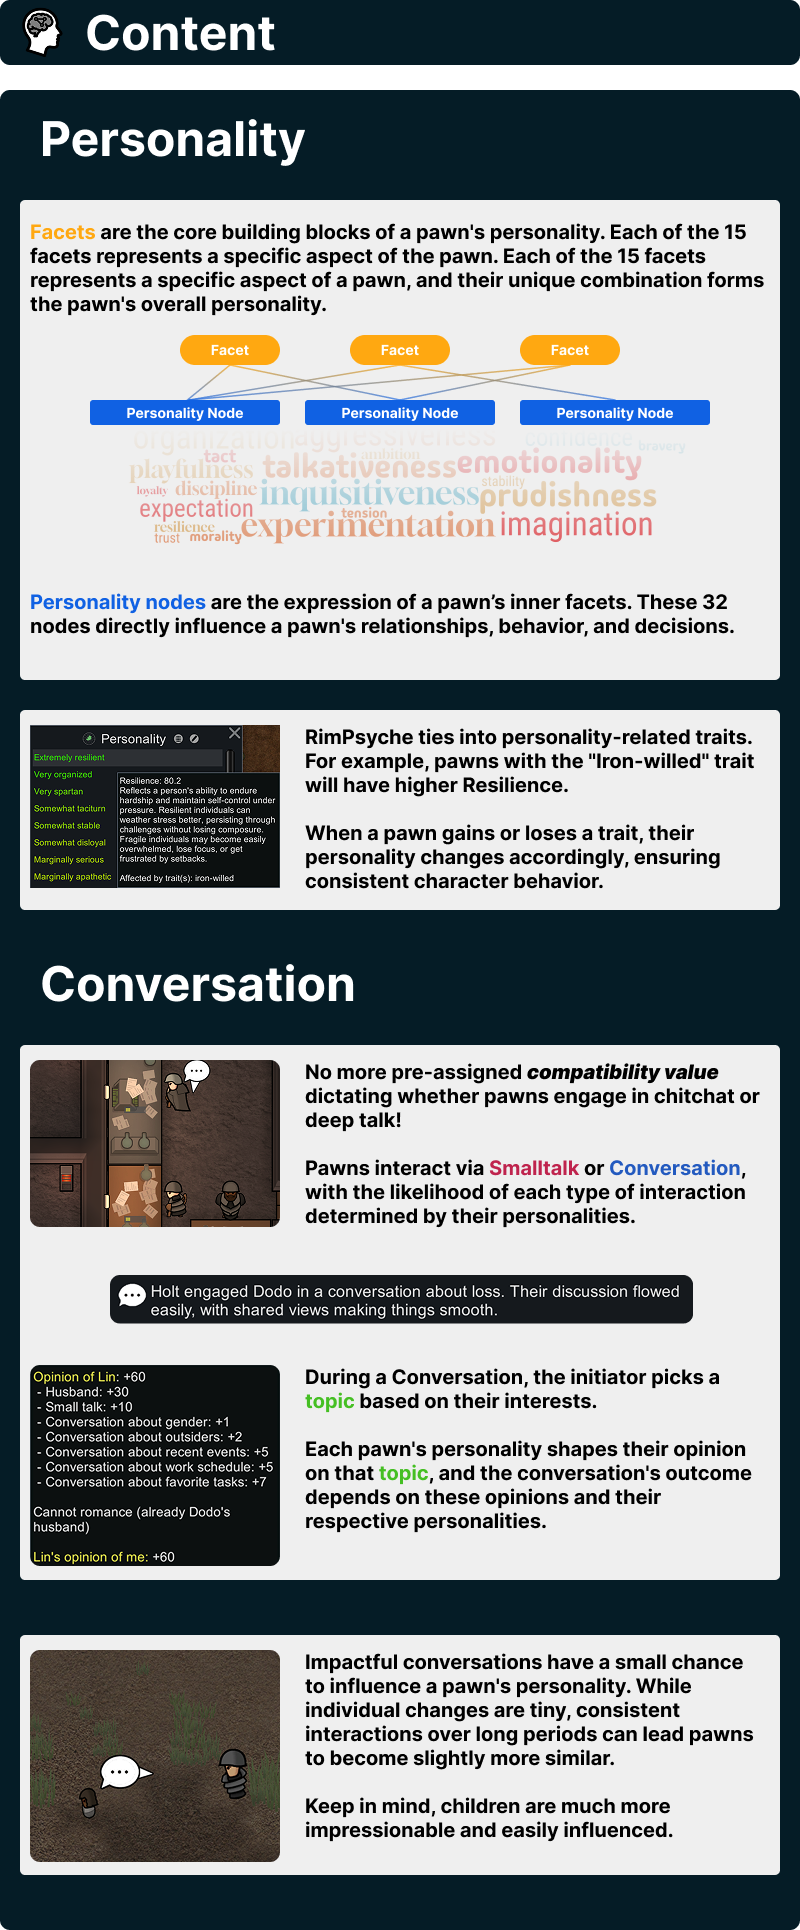 Content
Personality
Facets are the core building blocks of a pawn's personality. Each of the 15
facets represents a specific aspect of the pawn. Each of the 15 facets
represents a specific aspect of a pawn, and their unique combination forms
the pawn's overall personality.
Facet Facet Facet
Personality Node Personality Node Personality Node
organization aggressiveness confidence bravery
tact ambition
playfulness talkativeness emotionality
loyalty discipline inquisitiveness stability prudishness
expectation tension
resilience experimentation imagination
trust morality
Personality nodes are the expression of a pawn’s inner facets. These 32
nodes directly influence a pawn's relationships, behavior, and decisions.
Personality
Extremely resilient
Very organized
Very spartan
Somewhat taciturn
Somewhat stable
Somewhat disloyal
Marginally serious
Marginally apathetic
Resilience: 80.2
Reflects a person's ability to endure
hardship and maintain self-control under
pressure. Resilient individuals can
weather stress better, persisting through
challenges without losing composure.
Fragile individuals may become easily
overwhelmed, lose focus, or get
frustrated by setbacks.
Affected by trait(s): iron-willed
RimPsyche ties into personality-related traits.
For example, pawns with the "Iron-willed" trait
will have higher Resilience.
When a pawn gains or loses a trait, their
personality changes accordingly, ensuring
consistent character behavior.
Conversation
No more pre-assigned compatibility value
dictating whether pawns engage in chitchat or
deep talk!
Pawns interact via Smalltalk or Conversation,
with the likelihood of each type of interaction
determined by their personalities.
Holt engaged Dodo in a conversation about loss. Their discussion flowed
easily, with shared views making things smooth.
Opinion of Lin: +60
- Husband: +30
- Small talk: +10
- Conversation about gender: +1
- Conversation about outsiders: +2
- Conversation about recent events: +5
- Conversation about work schedule: +5
- Conversation about favorite tasks: +7
Cannot romance (already Dodo's
husband)
Lin's opinion of me: +60
During a Conversation, the initiator picks a
topic based on their interests.
Each pawn's personality shapes their opinion
on that topic, and the conversation's outcome
depends on these opinions and their
respective personalities.
Impactful conversations have a small chance
to influence a pawn's personality. While
individual changes are tiny, consistent
interactions over long periods can lead pawns
to become slightly more similar.
Keep in mind, children are much more
impressionable and easily influenced.